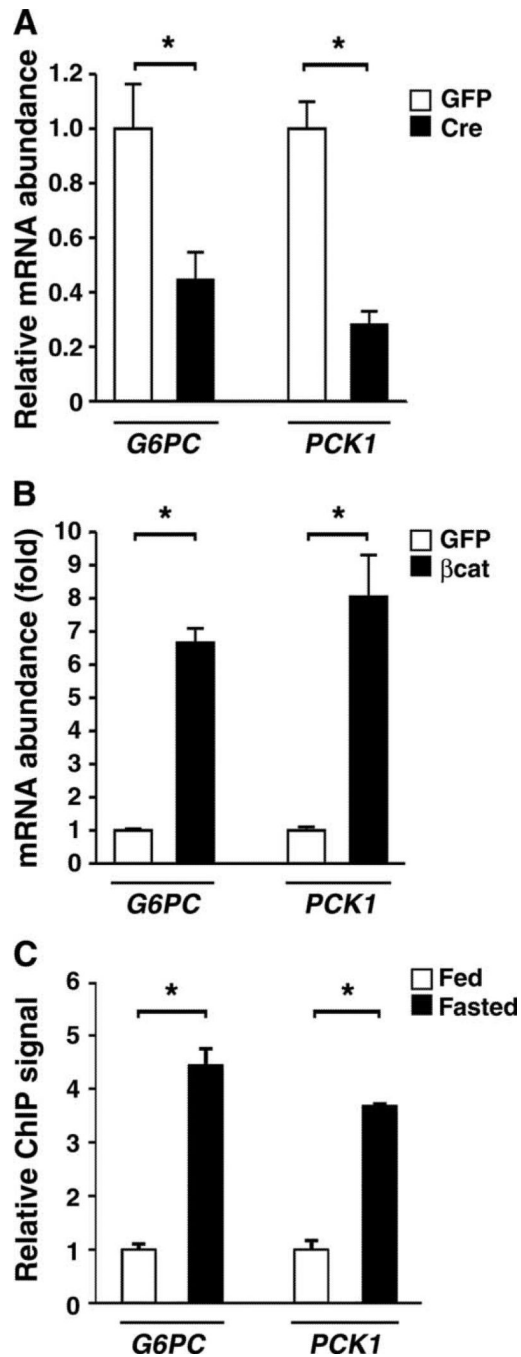 A
Relative mRNA abundance
1.2
1.0
0.8
0.6
0.4
0.2
0
*
*
GFP
Cre
G6PC
PCK1
B
mRNA abundance (fold)
10
9
8
7
6
5
4
3
2
1
0
*
*
GFP
βcat
G6PC
PCK1
C
Relative ChIP signal
6
5
4
3
2
1
0
*
*
Fed
Fasted
G6PC
PCK1